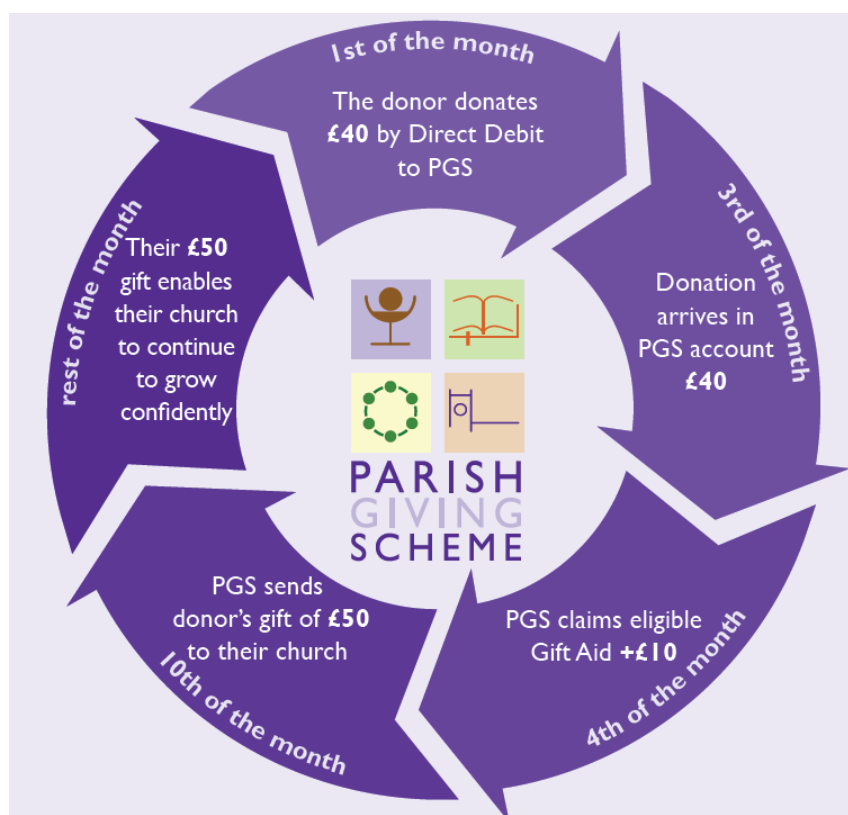 1st of the month
The donor donates
£40 by Direct Debit
to PGS
3rd of the month
Donation
arrives in
PGS account
£40
4th of the month
PGS claims eligible
Gift Aid +£10
10th of the month
PGS sends
donor’s gift of £50
to their church
rest of the month
Their £50
gift enables
their church
to continue
to grow
confidently
PARISH
GIVING
SCHEME